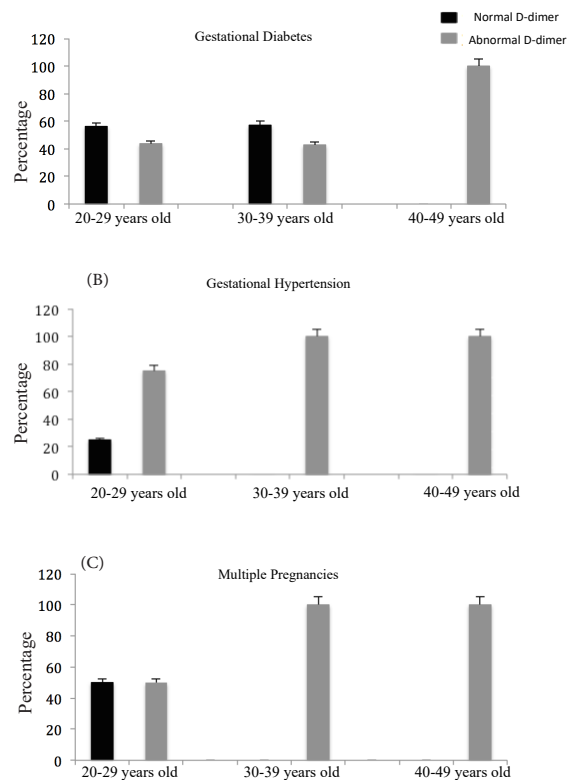 Normal D-dimer
Abnormal D-dimer
Gestational Diabetes
Percentage
120
100
80
60
40
20
0
20-29 years old
30-39 years old
40-49 years old
(B)
Gestational Hypertension
Percentage
120
100
80
60
40
20
0
20-29 years old
30-39 years old
40-49 years old
(C)
Multiple Pregnancies
Percentage
120
100
80
60
40
20
0
20-29 years old
30-39 years old
40-49 years old